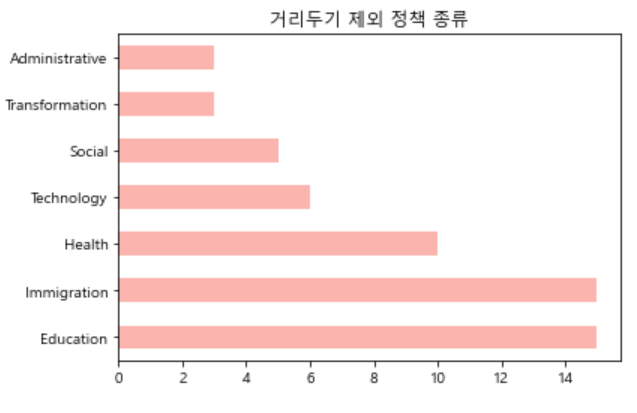 거리두기 제외 정책 종류
Administrative
Transformation
Social
Technology
Health
Immigration
Education
0 2 4 6 8 10 12 14